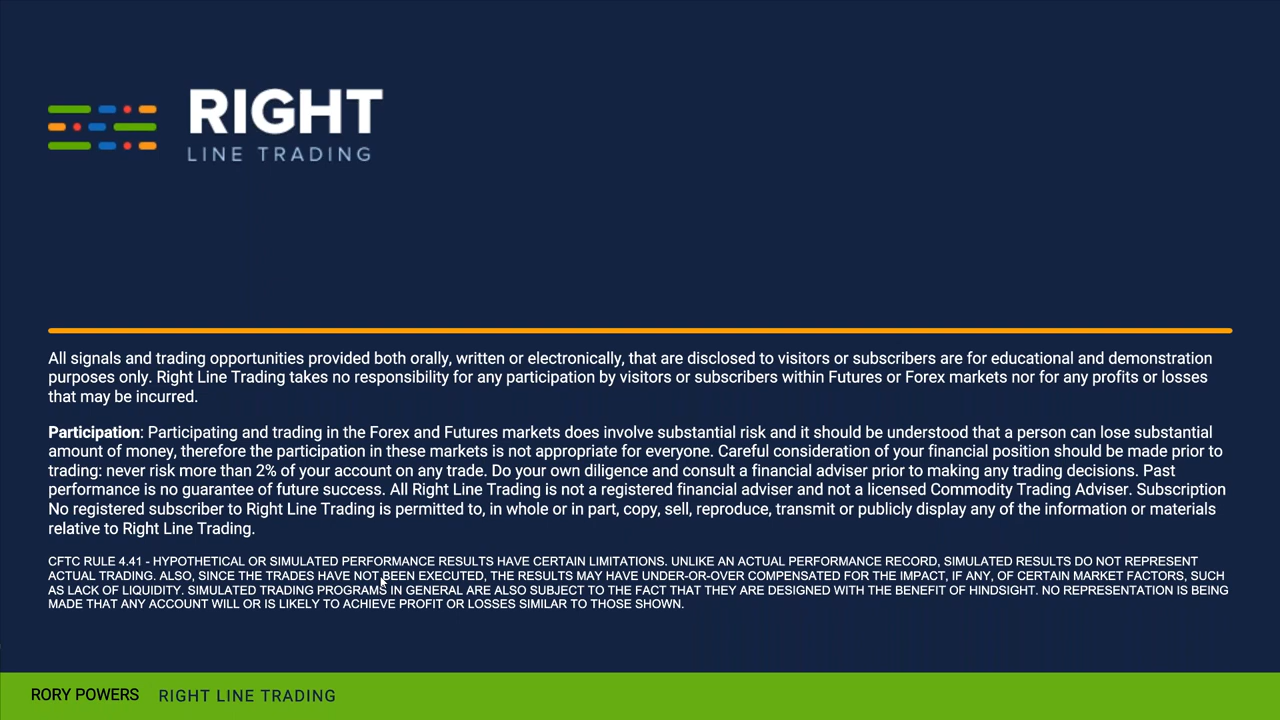 RIGHT
LINE TRADING
All signals and trading opportunities provided both orally, written or electronically, that are disclosed to visitors or subscribers are for educational and demonstration
purposes only. Right Line Trading takes no responsibility for any participation by visitors or subscribers within Futures or Forex markets nor for any profits or losses
that may be incurred.
Participation: Participating and trading in the Forex and Futures markets does involve substantial risk and it should be understood that a person can lose substantial
amount of money, therefore the participation in these markets is not appropriate for everyone. Careful consideration of your financial position should be made prior to
trading: never risk more than 2% of your account on any trade. Do your own diligence and consult a financial adviser prior to making any trading decisions. Past
performance is no guarantee of future success. All Right Line Trading is not a registered financial adviser and not a licensed Commodity Trading Adviser. Subscription
No registered subscriber to Right Line Trading is permitted to, in whole or in part, copy, sell, reproduce, transmit or publicly display any of the information or materials
relative to Right Line Trading.
CFTC RULE 4.41 - HYPOTHETICAL OR SIMULATED PERFORMANCE RESULTS HAVE CERTAIN LIMITATIONS. UNLIKE AN ACTUAL PERFORMANCE RECORD, SIMULATED RESULTS DO NOT REPRESENT
ACTUAL TRADING. ALSO, SINCE THE TRADES HAVE NOT BEEN EXECUTED, THE RESULTS MAY HAVE UNDER-OR-OVER COMPENSATED FOR THE IMPACT, IF ANY, OF CERTAIN MARKET FACTORS, SUCH
AS LACK OF LIQUIDITY. SIMULATED TRADING PROGRAMS IN GENERAL ARE ALSO SUBJECT TO THE FACT THAT THEY ARE DESIGNED WITH THE BENEFIT OF HINDSIGHT. NO REPRESENTATION IS BEING
MADE THAT ANY ACCOUNT WILL OR IS LIKELY TO ACHIEVE PROFIT OR LOSSES SIMILAR TO THOSE SHOWN.
RORY POWERS RIGHT LINE TRADING